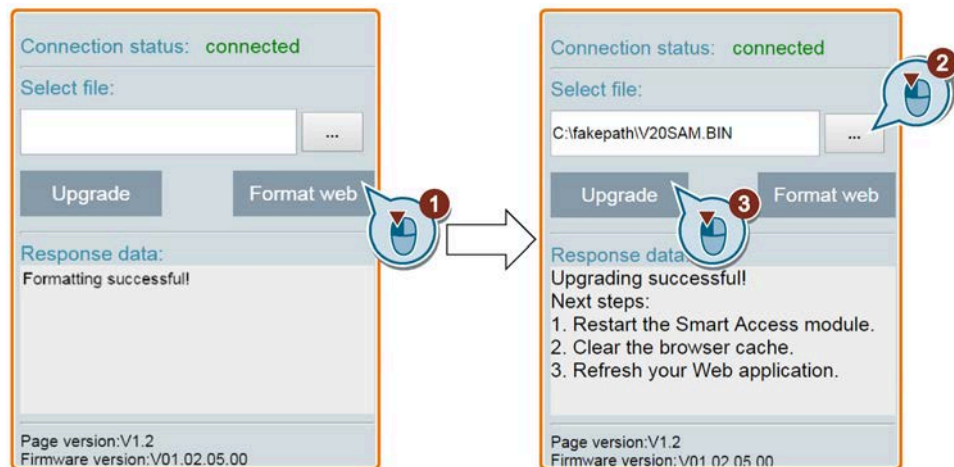 Connection status: connected
Select file:
...
Upgrade
Format web
1
Response data:
Formatting successful!
Page version:V1.2
Firmware version:V01.02.05.00
Connection status: connected
2
Select file:
C:\fakepath\V20SAM.BIN
...
Upgrade
3
Format web
Response data:
Upgrading successful!
Next steps:
1. Restart the Smart Access module.
2. Clear the browser cache.
3. Refresh your Web application.
Page version:V1.2
Firmware version:V01.02.05.00